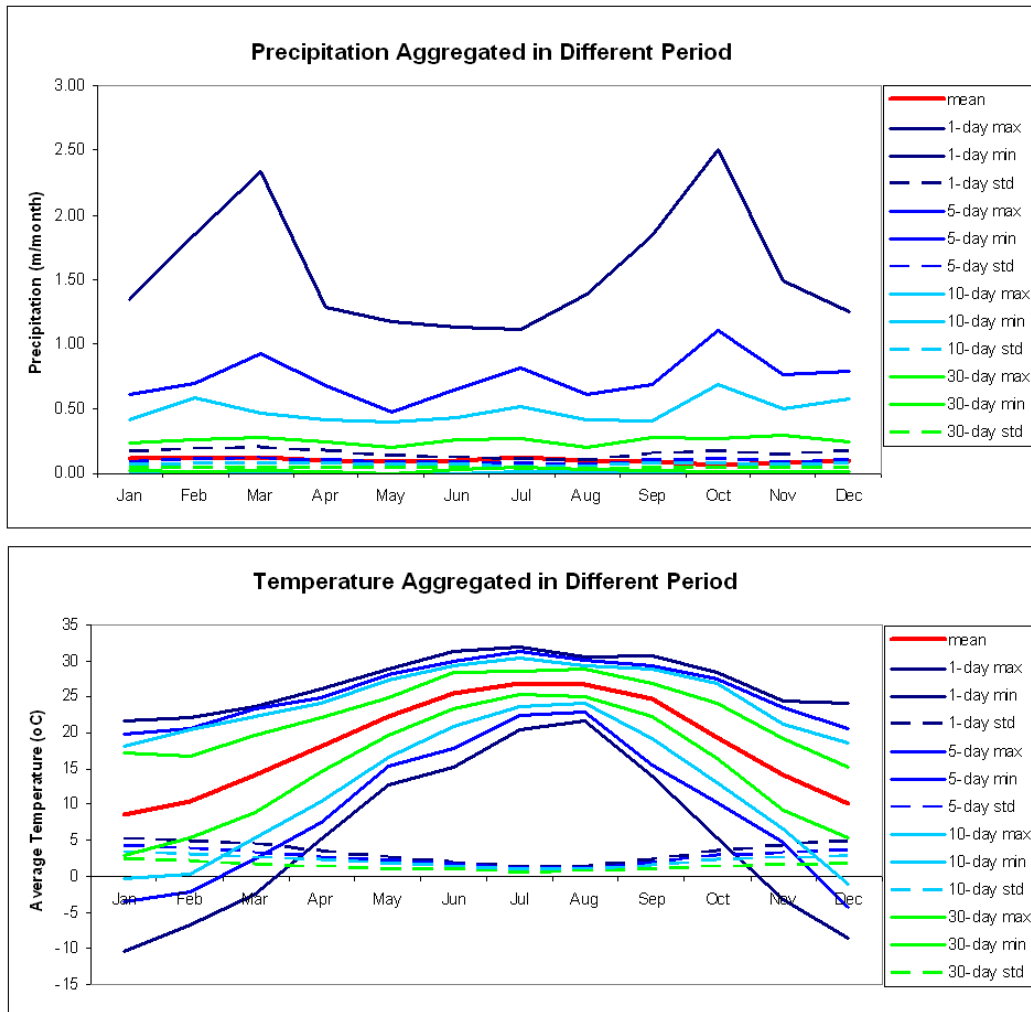 Precipitation Aggregated in Different Period
3.00
2.50
2.00
1.50
1.00
0.50
0.00
Precipitation (m/month)
Jan Feb Mar Apr May Jun Jul Aug Sep Oct Nov Dec
mean
1-day max
1-day min
1-day std
5-day max
5-day min
5-day std
10-day max
10-day min
10-day std
30-day max
30-day min
30-day std
Temperature Aggregated in Different Period
35
30
25
20
15
10
5
0
-5
-10
-15
Average Temperature (oC)
Jan Feb Mar Apr May Jun Jul Aug Sep Oct Nov Dec
mean
1-day max
1-day min
1-day std
5-day max
5-day min
5-day std
10-day max
10-day min
10-day std
30-day max
30-day min
30-day std